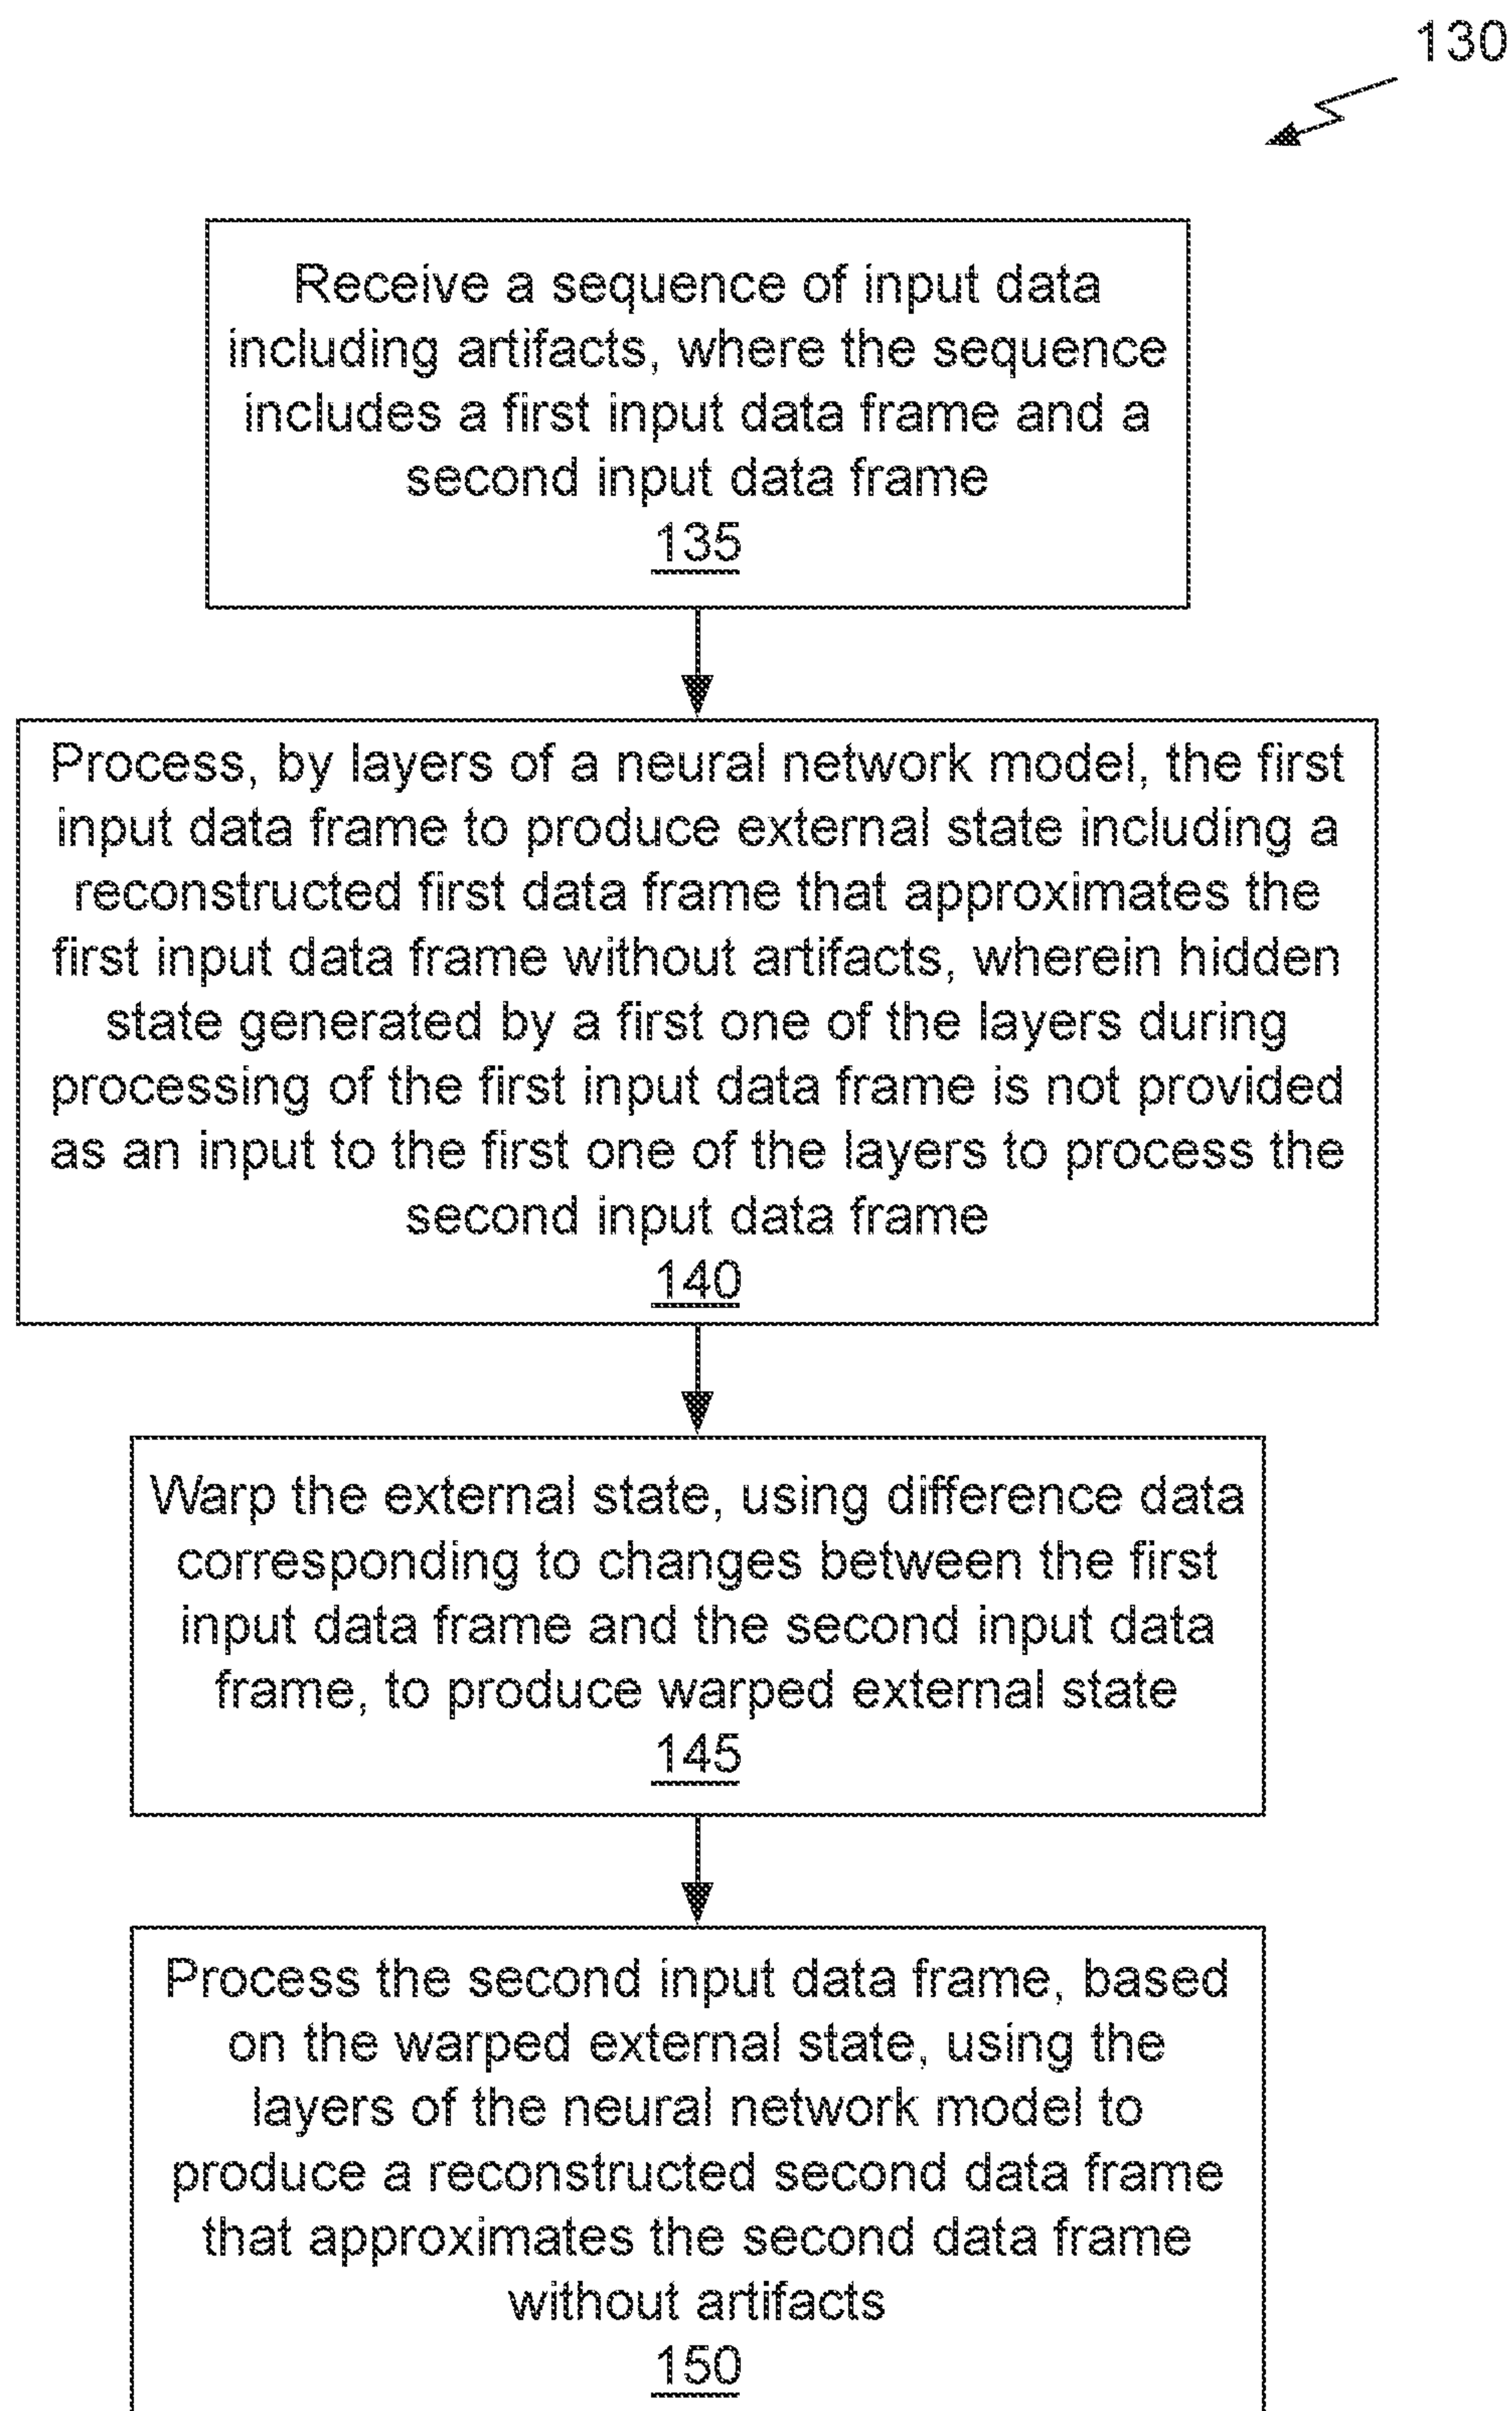 130
Receive a sequence of input data
including artifacts, where the sequence
includes a first input data frame and a
second input data frame
135
Process, by layers of a neural network model, the first
input data frame to produce external state including a
reconstructed first data frame that approximates the
first input data frame without artifacts, wherein hidden
state generated by a first one of the layers during
processing of the first input data frame is not provided
as an input to the first one of the layers to process the
second input data frame
140
Warp the external state, using difference data
corresponding to changes between the first
input data frame and the second input data
frame, to produce warped external state
145
Process the second input data frame, based
on the warped external state, using the
layers of the neural network model to
produce a reconstructed second data frame
that approximates the second data frame
without artifacts
150